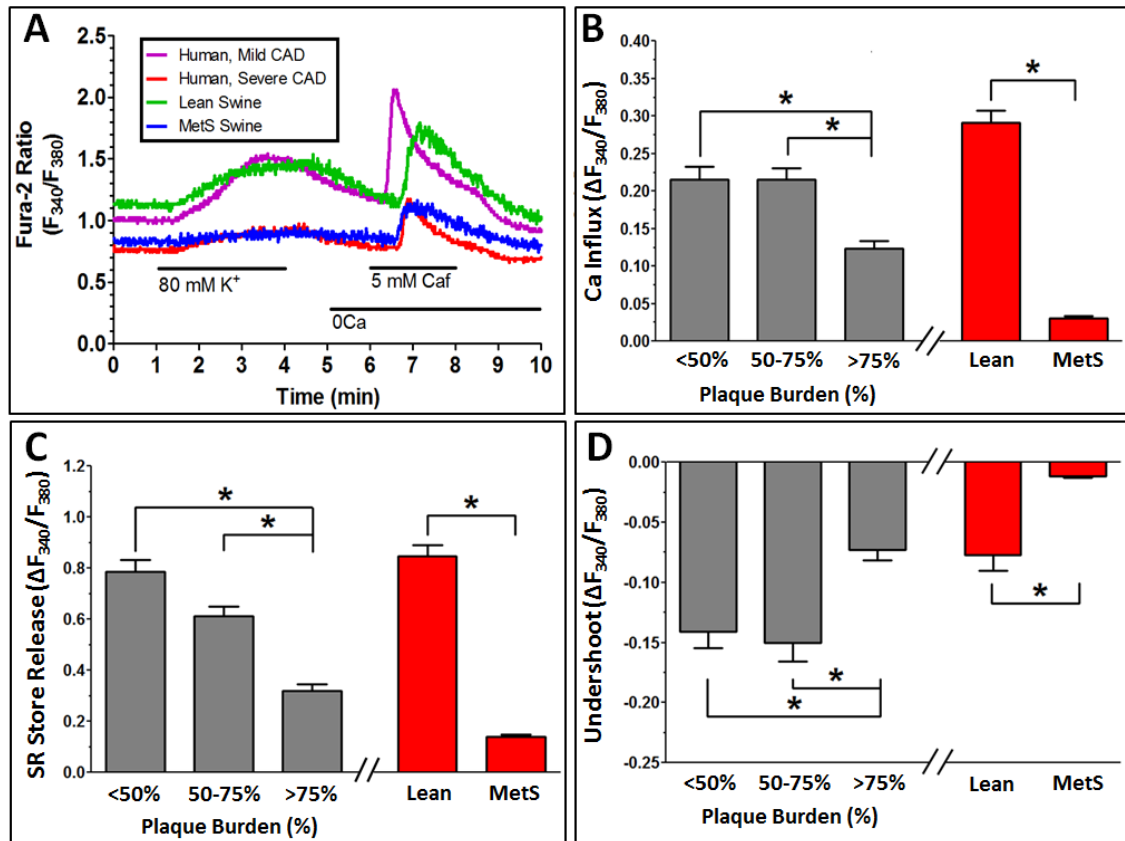 A
Fura-2 Ratio
(F340/F380)
2.5
2.0
1.5
1.0
0.5
0.0
Human, Mild CAD
Human, Severe CAD
Lean Swine
MetS Swine
80 mM K+
5 mM Caf
0Ca
0 1 2 3 4 5 6 7 8 9 10
Time (min)
B
Ca Influx (ΔF340/F380)
0.40
0.35
0.30
0.25
0.20
0.15
0.10
0.05
0.00
*
*
*
<50% 50-75% >75% Lean MetS
Plaque Burden (%)
C
SR Store Release (ΔF340/F380)
1.2
1.0
0.8
0.6
0.4
0.2
0.0
*
*
*
<50% 50-75% >75% Lean MetS
Plaque Burden (%)
D
Undershoot (ΔF340/F380)
0.00
-0.05
-0.10
-0.15
-0.20
-0.25
*
*
*
<50% 50-75% >75% Lean MetS
Plaque Burden (%)